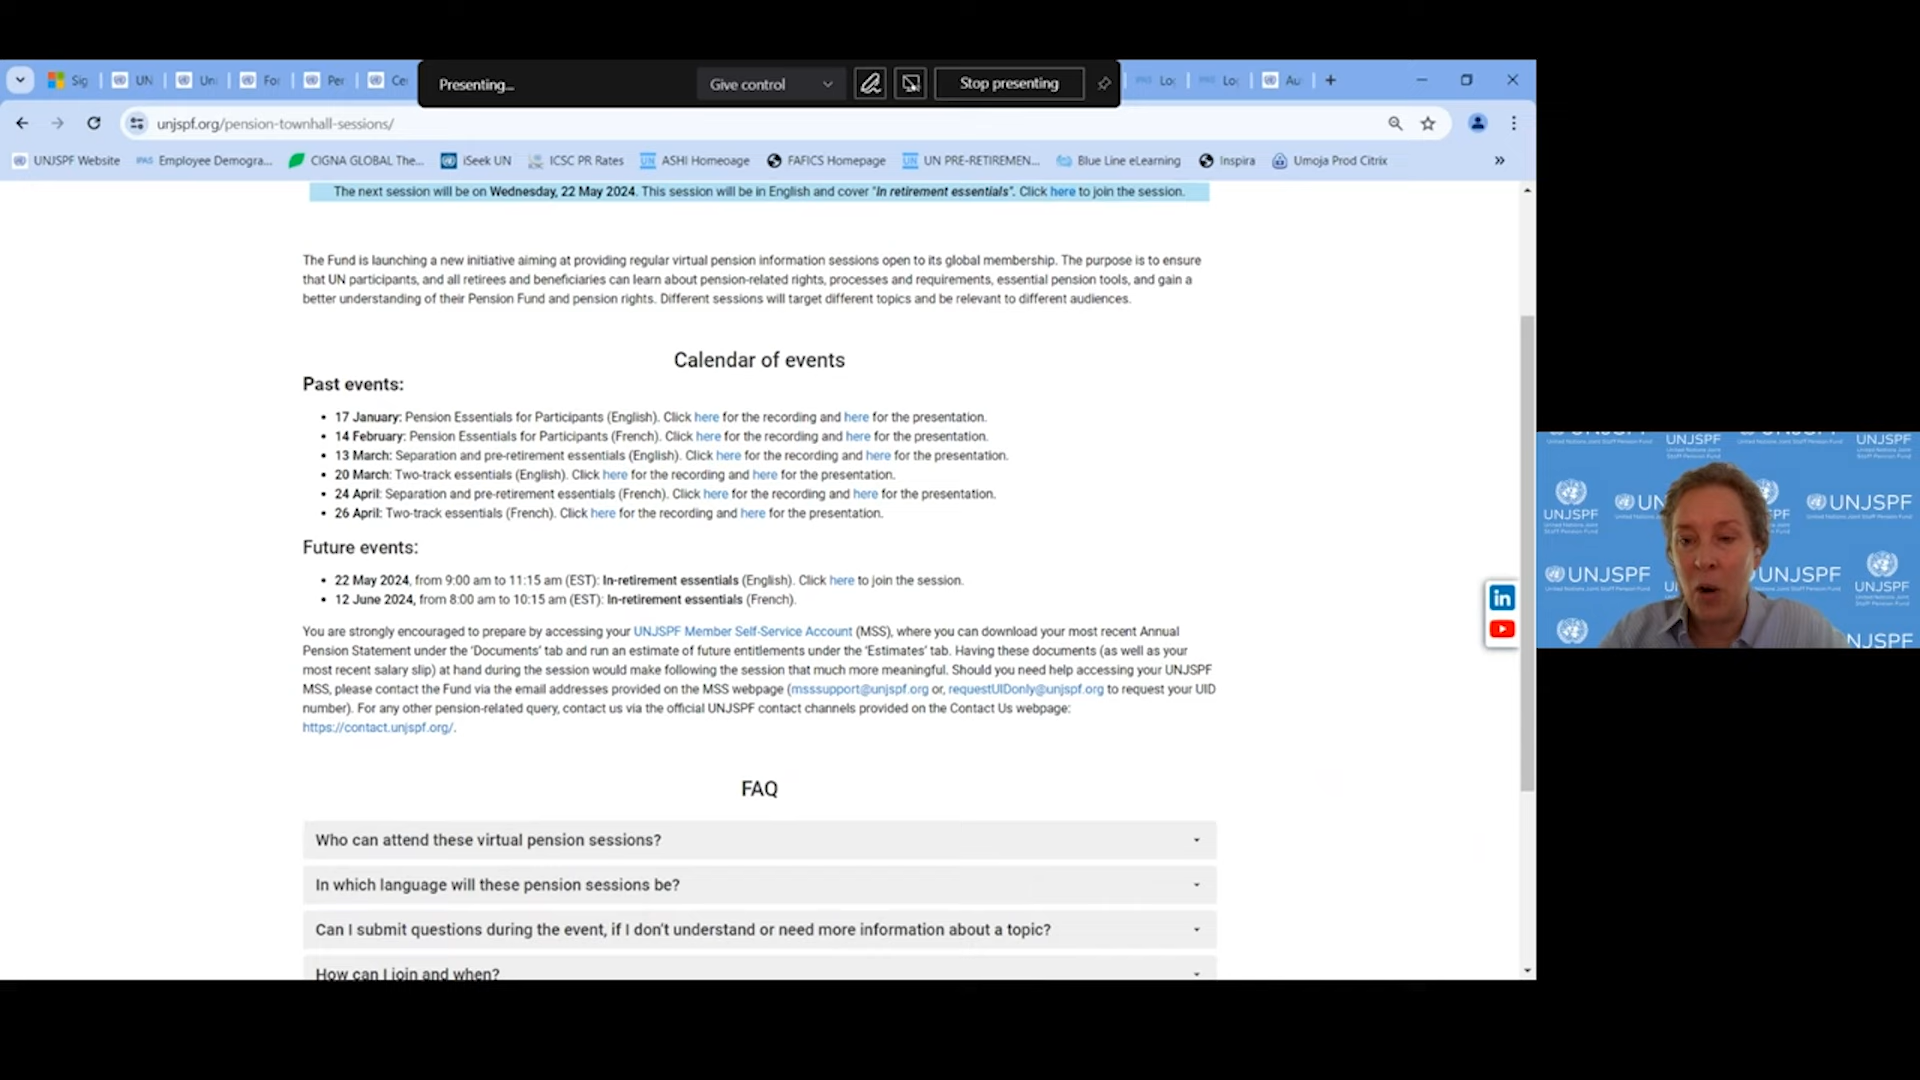 Sig
UN
Un
For
Per
Ce
Presenting...
Give control
Stop presenting
Lo
Lo
Au
unjspf.org/pension-townhall-sessions/
UNJSPF Website
Employee Demogra...
CIGNA GLOBAL The...
iSeek UN
ICSC PR Rates
ASHI Homeoage
FAFICS Homepage
UN PRE-RETIREMEN...
Blue Line eLearning
Inspira
Umoja Prod Citrix
The next session will be on Wednesday, 22 May 2024. This session will be in English and cover "In retirement essentials". Click here to join the session.
The Fund is launching a new initiative aiming at providing regular virtual pension information sessions open to its global membership. The purpose is to ensure
that UN participants, and all retirees and beneficiaries can learn about pension-related rights, processes and requirements, essential pension tools, and gain a
better understanding of their Pension Fund and pension rights. Different sessions will target different topics and be relevant to different audiences.
Calendar of events
Past events:
• 17 January: Pension Essentials for Participants (English). Click here for the recording and here for the presentation.
• 14 February: Pension Essentials for Participants (French). Click here for the recording and here for the presentation.
• 13 March: Separation and pre-retirement essentials (English). Click here for the recording and here for the presentation.
• 20 March: Two-track essentials (English). Click here for the recording and here for the presentation.
• 24 April: Separation and pre-retirement essentials (French). Click here for the recording and here for the presentation.
• 26 April: Two-track essentials (French). Click here for the recording and here for the presentation.
Future events:
• 22 May 2024, from 9:00 am to 11:15 am (EST): In-retirement essentials (English). Click here to join the session.
• 12 June 2024, from 8:00 am to 10:15 am (EST): In-retirement essentials (French).
You are strongly encouraged to prepare by accessing your UNJSPF Member Self-Service Account (MSS), where you can download your most recent Annual
Pension Statement under the 'Documents' tab and run an estimate of future entitlements under the 'Estimates' tab. Having these documents (as well as your
most recent salary slip) at hand during the session would make following the session that much more meaningful. Should you need help accessing your UNJSPF
MSS, please contact the Fund via the email addresses provided on the MSS webpage (msssupport@unjspf.org or, requestUIDonly@unjspf.org to request your UID
number). For any other pension-related query, contact us via the official UNJSPF contact channels provided on the Contact Us webpage:
https://contact.unjspf.org/.
FAQ
Who can attend these virtual pension sessions?
In which language will these pension sessions be?
Can I submit questions during the event, if I don't understand or need more information about a topic?
How can I join and when?
in
UNJSPF
UNJSPF
UNJSPF
UNJSPF
UNJSPF
UNJSPF
UNJSPF
UNJSPF
NJSPF